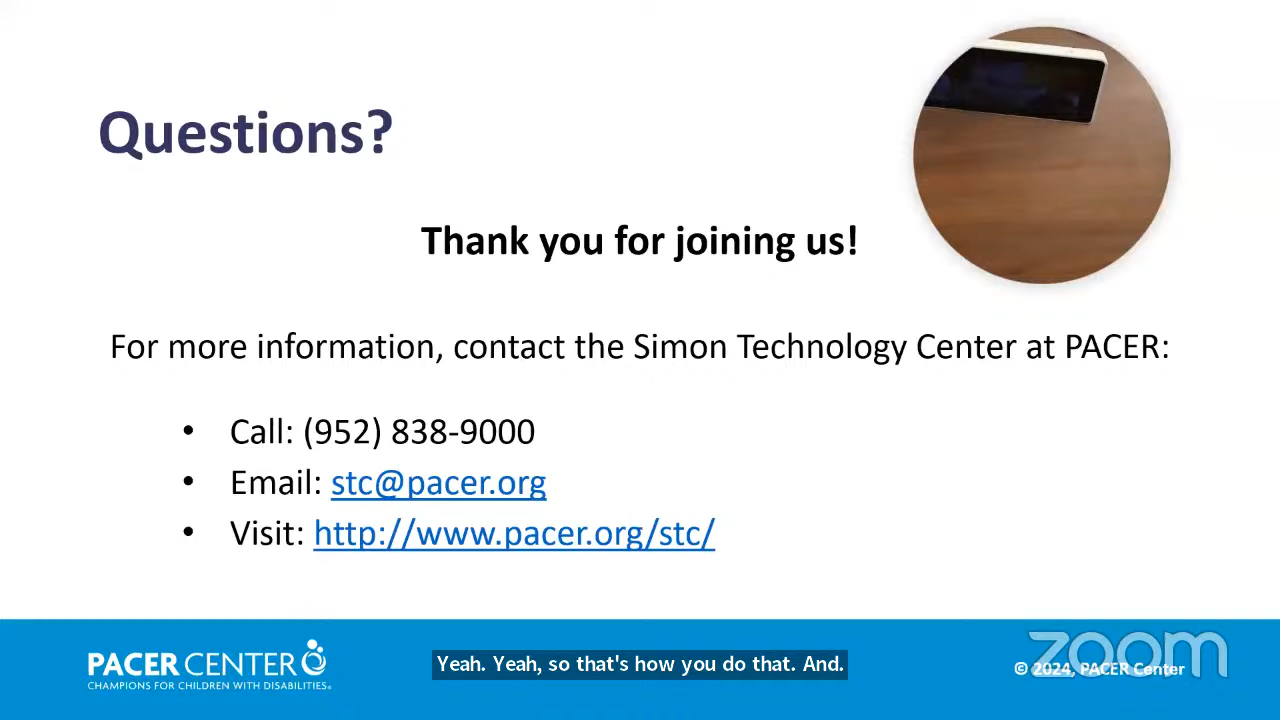 Questions?
Thank you for joining us!
For more information, contact the Simon Technology Center at PACER:
• Call: (952) 838-9000
• Email: stc@pacer.org
• Visit: http://www.pacer.org/stc/
PACER CENTER
CHAMPIONS FOR CHILDREN WITH DISABILITIES®
Yeah. Yeah, so that's how you do that. And.
zoom
© 2024, PACER Center